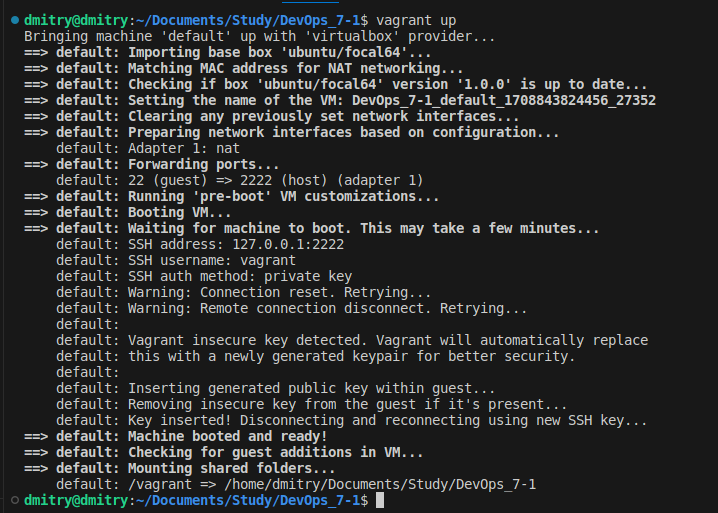 dmitry@dmitry:~/Documents/Study/DevOps_7-1$ vagrant up
Bringing machine 'default' up with 'virtualbox' provider...
==> default: Importing base box 'ubuntu/focal64'...
==> default: Matching MAC address for NAT networking...
==> default: Checking if box 'ubuntu/focal64' version '1.0.0' is up to date...
==> default: Setting the name of the VM: DevOps_7-1_default_1708843824456_27352
==> default: Clearing any previously set network interfaces...
==> default: Preparing network interfaces based on configuration...
    default: Adapter 1: nat
==> default: Forwarding ports...
    default: 22 (guest) => 2222 (host) (adapter 1)
==> default: Running 'pre-boot' VM customizations...
==> default: Booting VM...
==> default: Waiting for machine to boot. This may take a few minutes...
    default: SSH address: 127.0.0.1:2222
    default: SSH username: vagrant
    default: SSH auth method: private key
    default: Warning: Connection reset. Retrying...
    default: Warning: Remote connection disconnect. Retrying...
    default:
    default: Vagrant insecure key detected. Vagrant will automatically replace
    default: this with a newly generated keypair for better security.
    default:
    default: Inserting generated public key within guest...
    default: Removing insecure key from the guest if it's present...
    default: Key inserted! Disconnecting and reconnecting using new SSH key...
==> default: Machine booted and ready!
==> default: Checking for guest additions in VM...
==> default: Mounting shared folders...
    default: /vagrant => /home/dmitry/Documents/Study/DevOps_7-1
dmitry@dmitry:~/Documents/Study/DevOps_7-1$